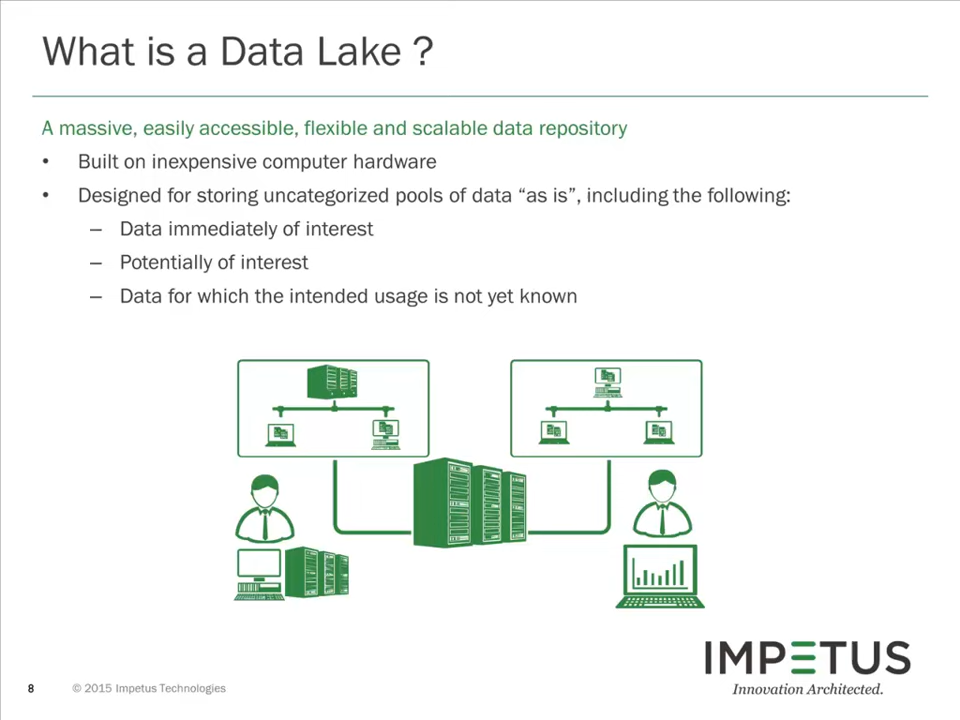 What is a Data Lake ?
A massive, easily accessible, flexible and scalable data repository
• Built on inexpensive computer hardware
• Designed for storing uncategorized pools of data “as is”, including the following:
– Data immediately of interest
– Potentially of interest
– Data for which the intended usage is not yet known
IMPETUS
Innovation Architected.
8 © 2015 Impetus Technologies